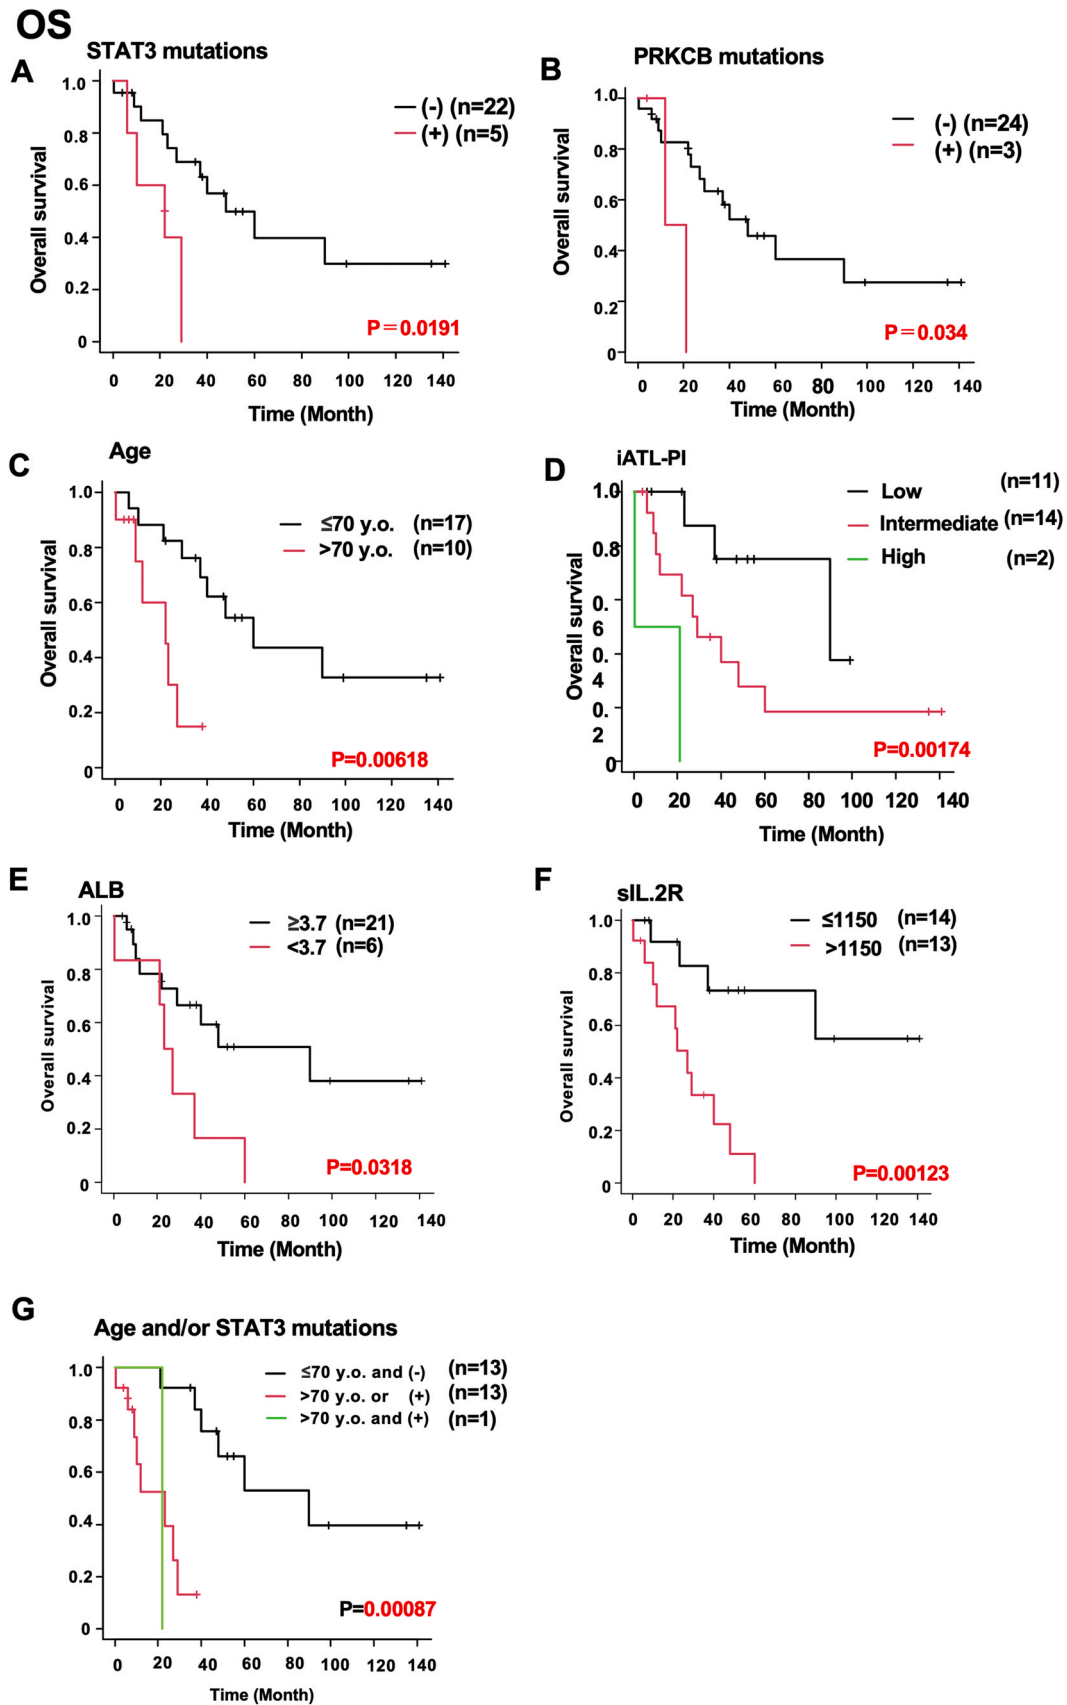 OS
A
STAT3 mutations
(-) (n=22)
(+) (n=5)
Overall survival
1.0
0.8
0.6
0.4
0.2
0
P=0.0191
0 20 40 60 80 100 120 140
Time (Month)
B
PRKCB mutations
(-) (n=24)
(+) (n=3)
Overall survival
1.0
0.8
0.6
0.4
0.2
0
P=0.034
0 20 40 60 80 100 120 140
Time (Month)
C
Age
≤70 y.o. (n=17)
>70 y.o. (n=10)
Overall survival
1.0
0.8
0.6
0.4
0.2
0
P=0.00618
0 20 40 60 80 100 120 140
Time (Month)
D
iATL-PI
Low (n=11)
Intermediate (n=14)
High (n=2)
Overall survival
1.0
0.8
0.
6
0.
4
0.
2
0
P=0.00174
0 20 40 60 80 100 120 140
Time (Month)
E
ALB
≥3.7 (n=21)
<3.7 (n=6)
Overall survival
1.0
0.8
0.6
0.4
0.2
0
P=0.0318
0 20 40 60 80 100 120 140
Time (Month)
F
sIL.2R
≤1150 (n=14)
>1150 (n=13)
Overall survival
1.0
0.8
0.6
0.4
0.2
0
P=0.00123
0 20 40 60 80 100 120 140
Time (Month)
G
Age and/or STAT3 mutations
≤70 y.o. and (-) (n=13)
>70 y.o. or (+) (n=13)
>70 y.o. and (+) (n=1)
Overall survival
1.0
0.8
0.6
0.4
0.2
0
P=0.00087
0 20 40 60 80 100 120 140
Time (Month)